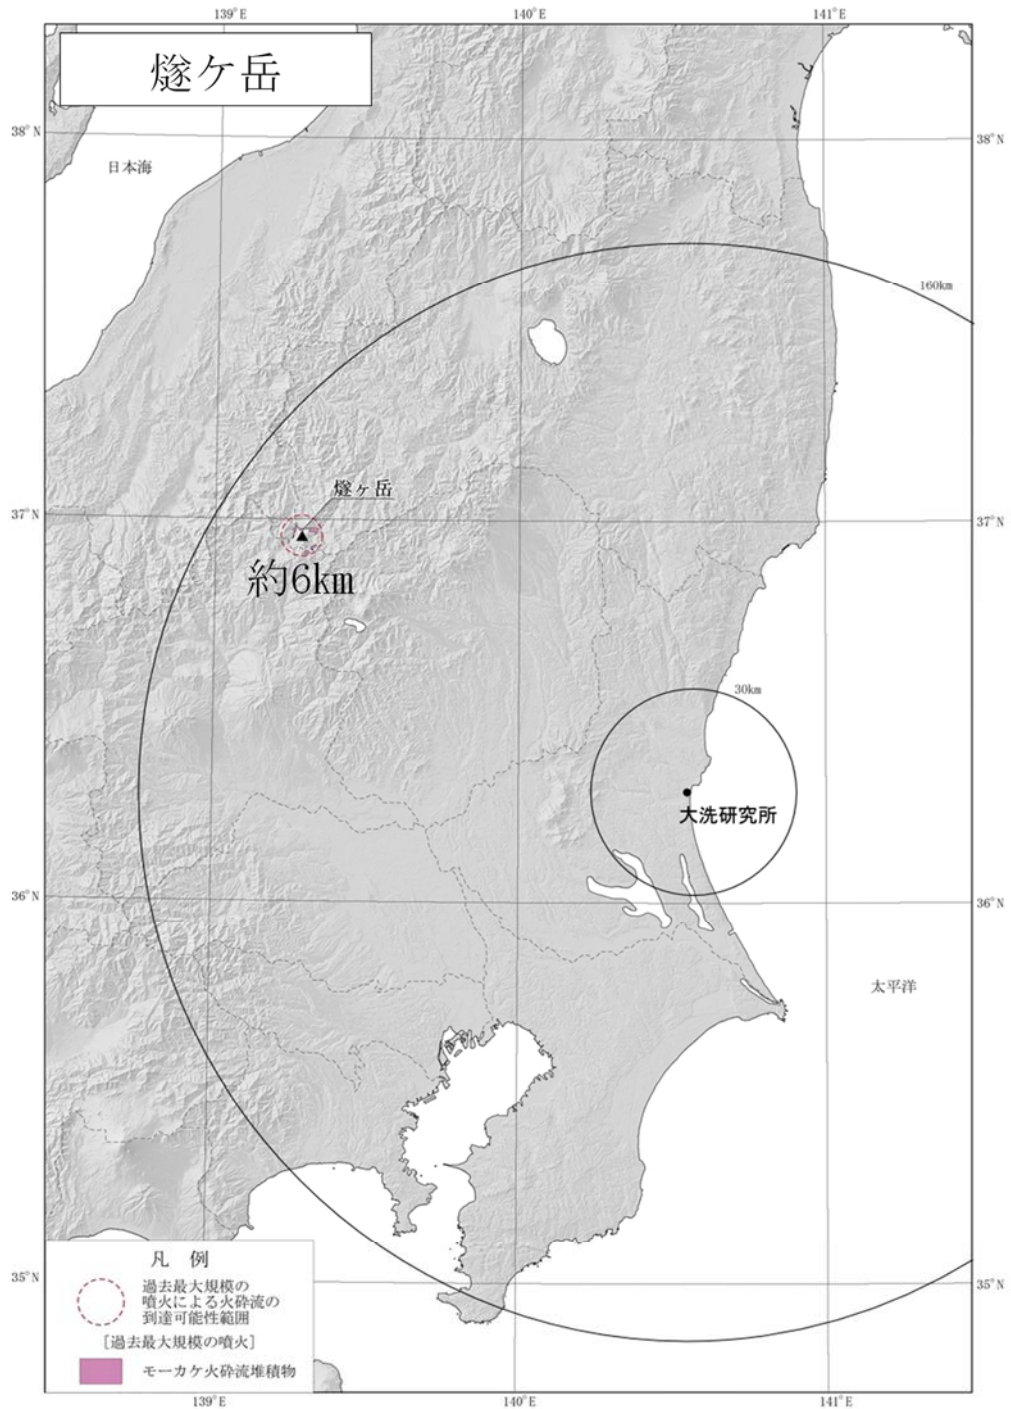 139°E
140°E
141°E
燧ケ岳
38°N
38°N
日本海
160km
燧ヶ岳
37°N
37°N
約6km
30km
大洗研究所
36°N
36°N
太平洋
35°N
35°N
凡 例
過去最大規模の
噴火による火砕流の
到達可能性範囲
[過去最大規模の噴火]
モーカケ火砕流堆積物
139°E
140°E
141°E